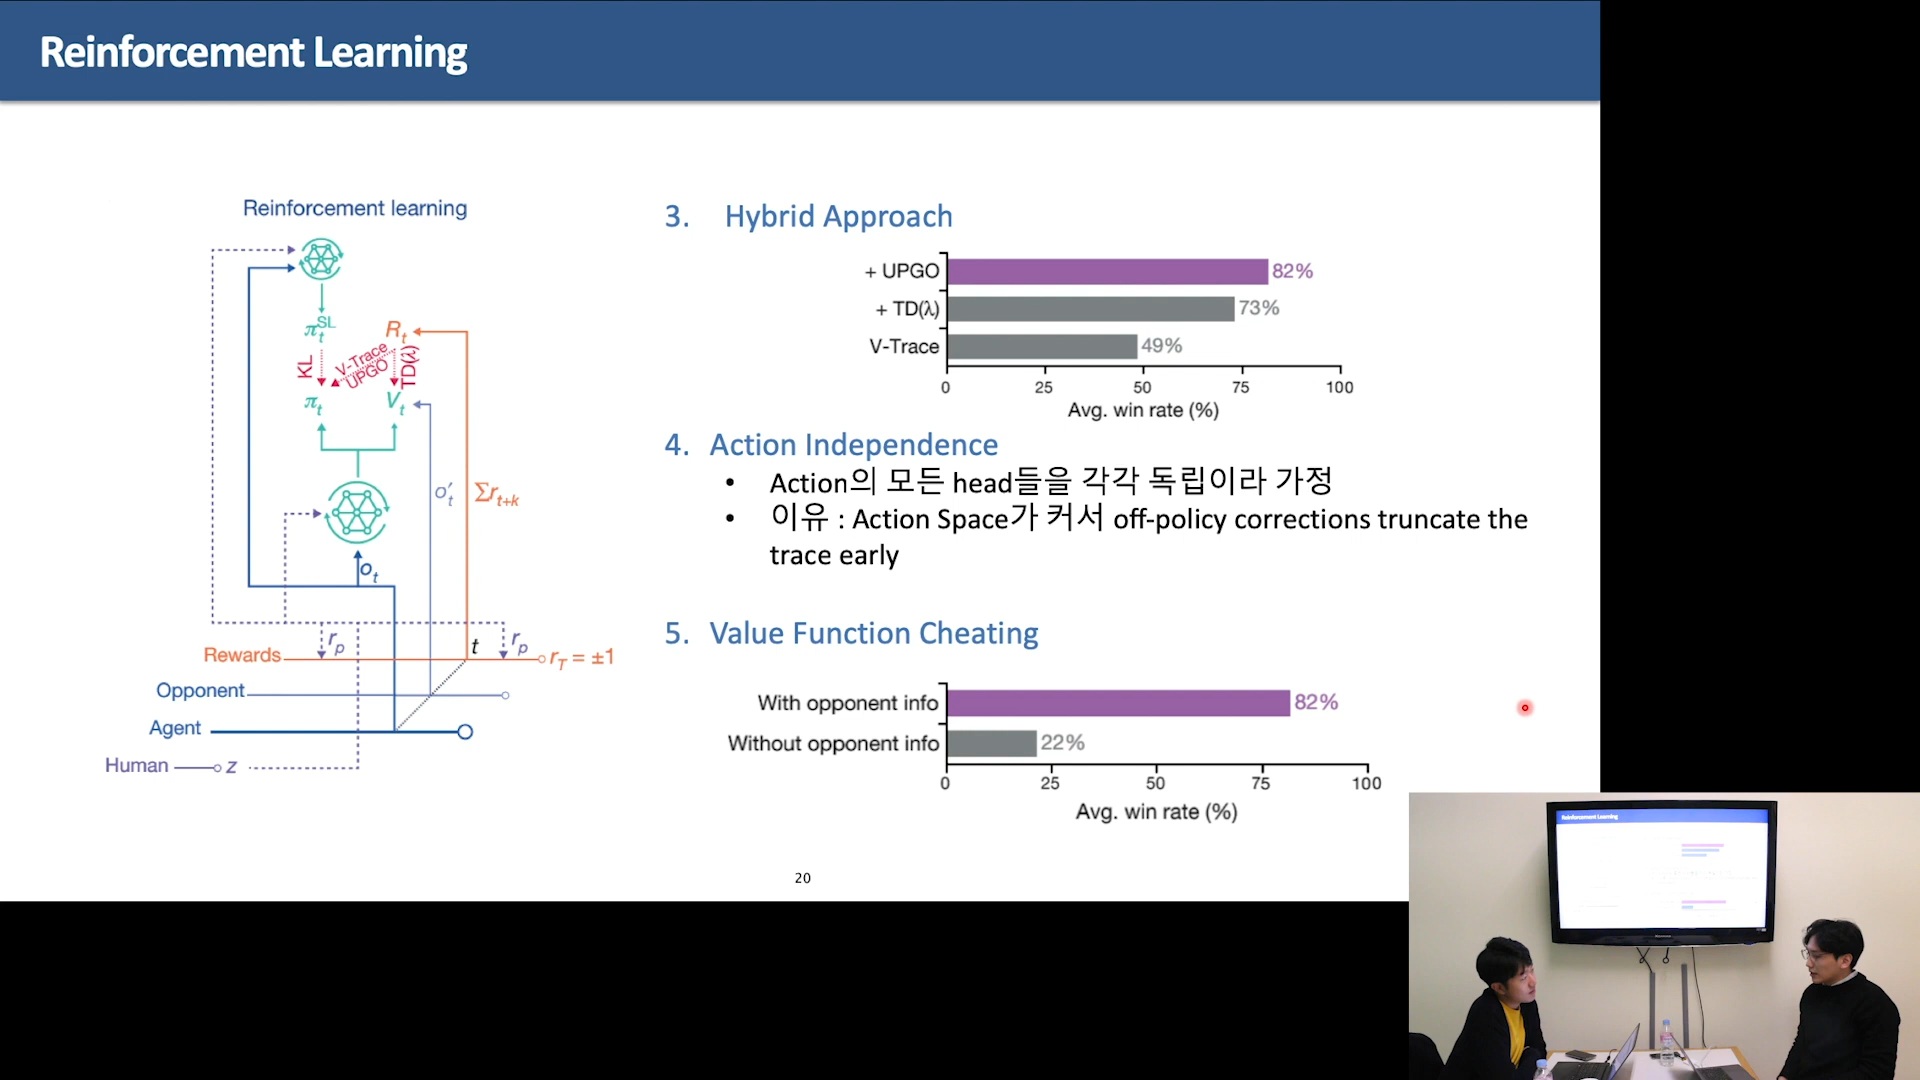 Reinforcement Learning
Reinforcement learning
π_t^SL
R_t
KL
V-Trace
UPGO
TD(λ)
π_t
V_t
o'_t
Σr_{t+k}
o_t
r_p
r_p
t
Rewards
r_T = ±1
Opponent
Agent
Human
z
3. Hybrid Approach
+ UPGO 82%
+ TD(λ) 73%
V-Trace 49%
0 25 50 75 100
Avg. win rate (%)
4. Action Independence
• Action의 모든 head들을 각각 독립이라 가정
• 이유 : Action Space가 커서 off-policy corrections truncate the
trace early
5. Value Function Cheating
With opponent info 82%
Without opponent info 22%
0 25 50 75 100
Avg. win rate (%)
20
Reinforcement Learning